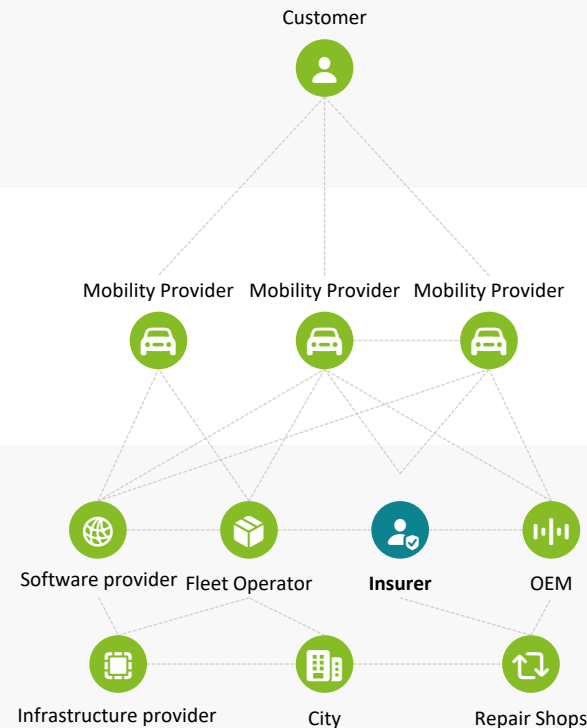 Customer
Mobility Provider Mobility Provider Mobility Provider
Software provider Fleet Operator Insurer OEM
Infrastructure provider City Repair Shops